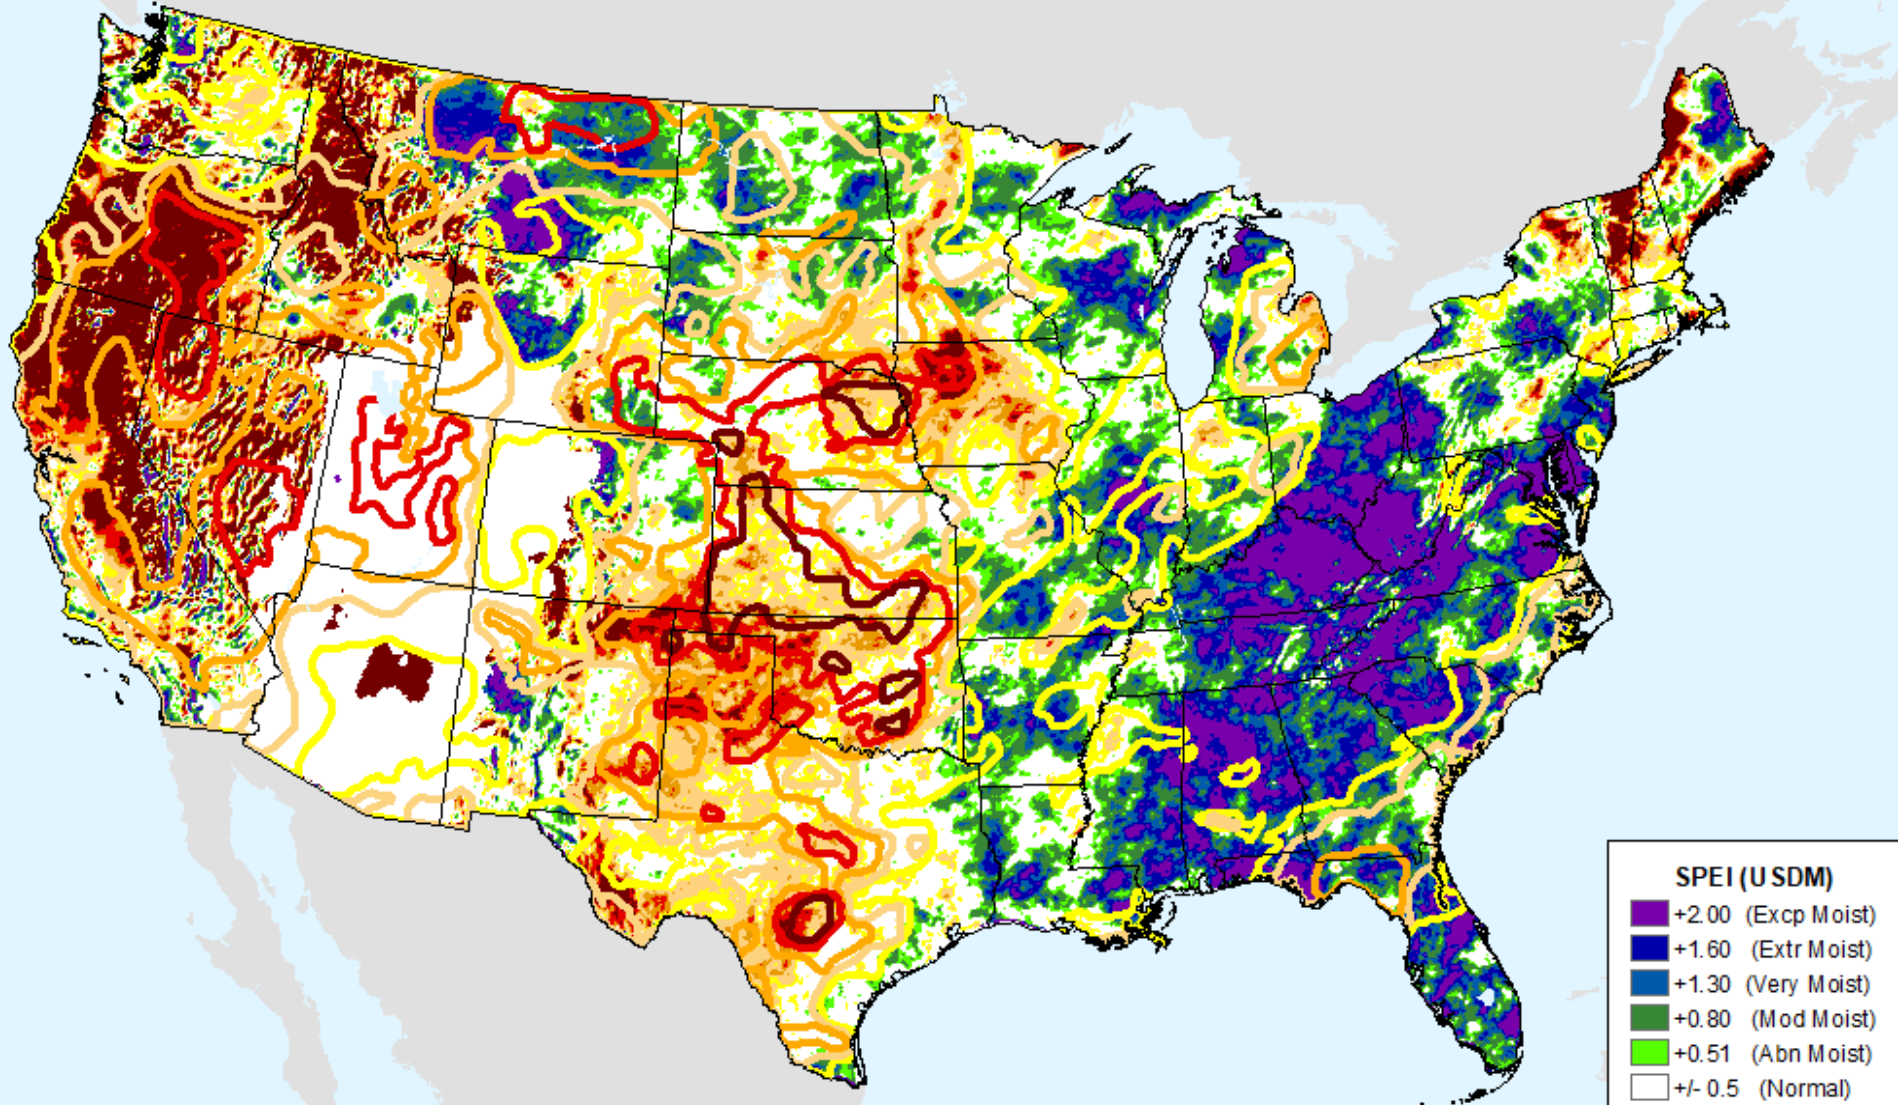 SPEI (USDM)
+2.00 (Excp Moist)
+1.60 (Extr Moist)
+1.30 (Very Moist)
+0.80 (Mod Moist)
+0.51 (Abn Moist)
+/- 0.5 (Normal)